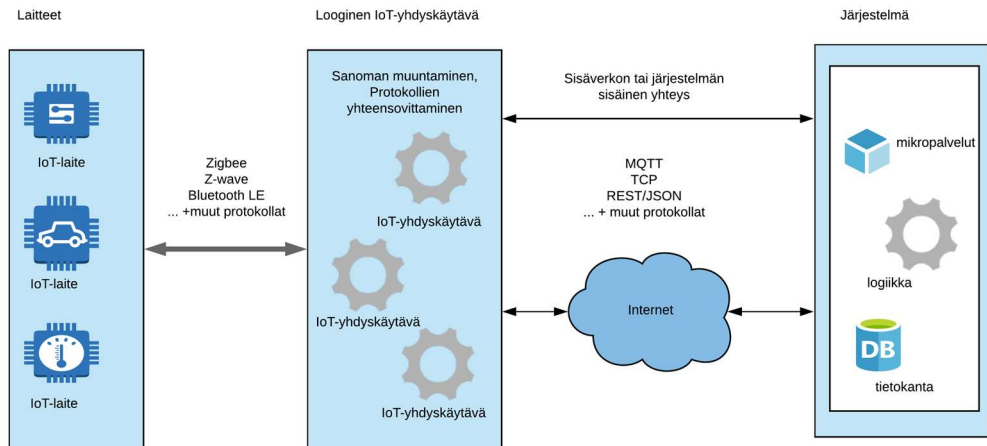 Laitteet
Looginen IoT-yhdyskäytävä
Järjestelmä
IoT-laite
IoT-laite
IoT-laite
Zigbee
Z-wave
Bluetooth LE
... +muut protokollat
Sanoman muuntaminen,
Protokollien
yhteensovittaminen
IoT-yhdyskäytävä
IoT-yhdyskäytävä
IoT-yhdyskäytävä
Sisäverkon tai järjestelmän
sisäinen yhteys
MQTT
TCP
REST/JSON
... + muut protokollat
Internet
mikropalvelut
logiikka
DB
tietokanta